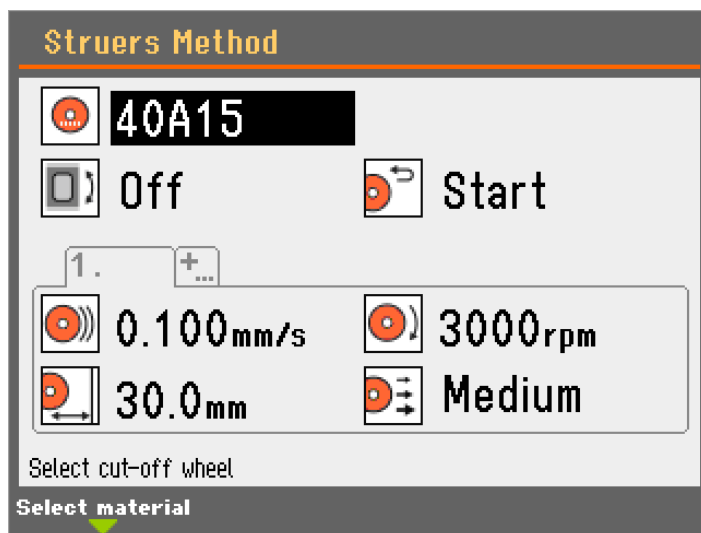 Struers Method
40A15
Off Start
1. +...
0.100mm/s 3000rpm
30.0mm Medium
Select cut-off wheel
Select material